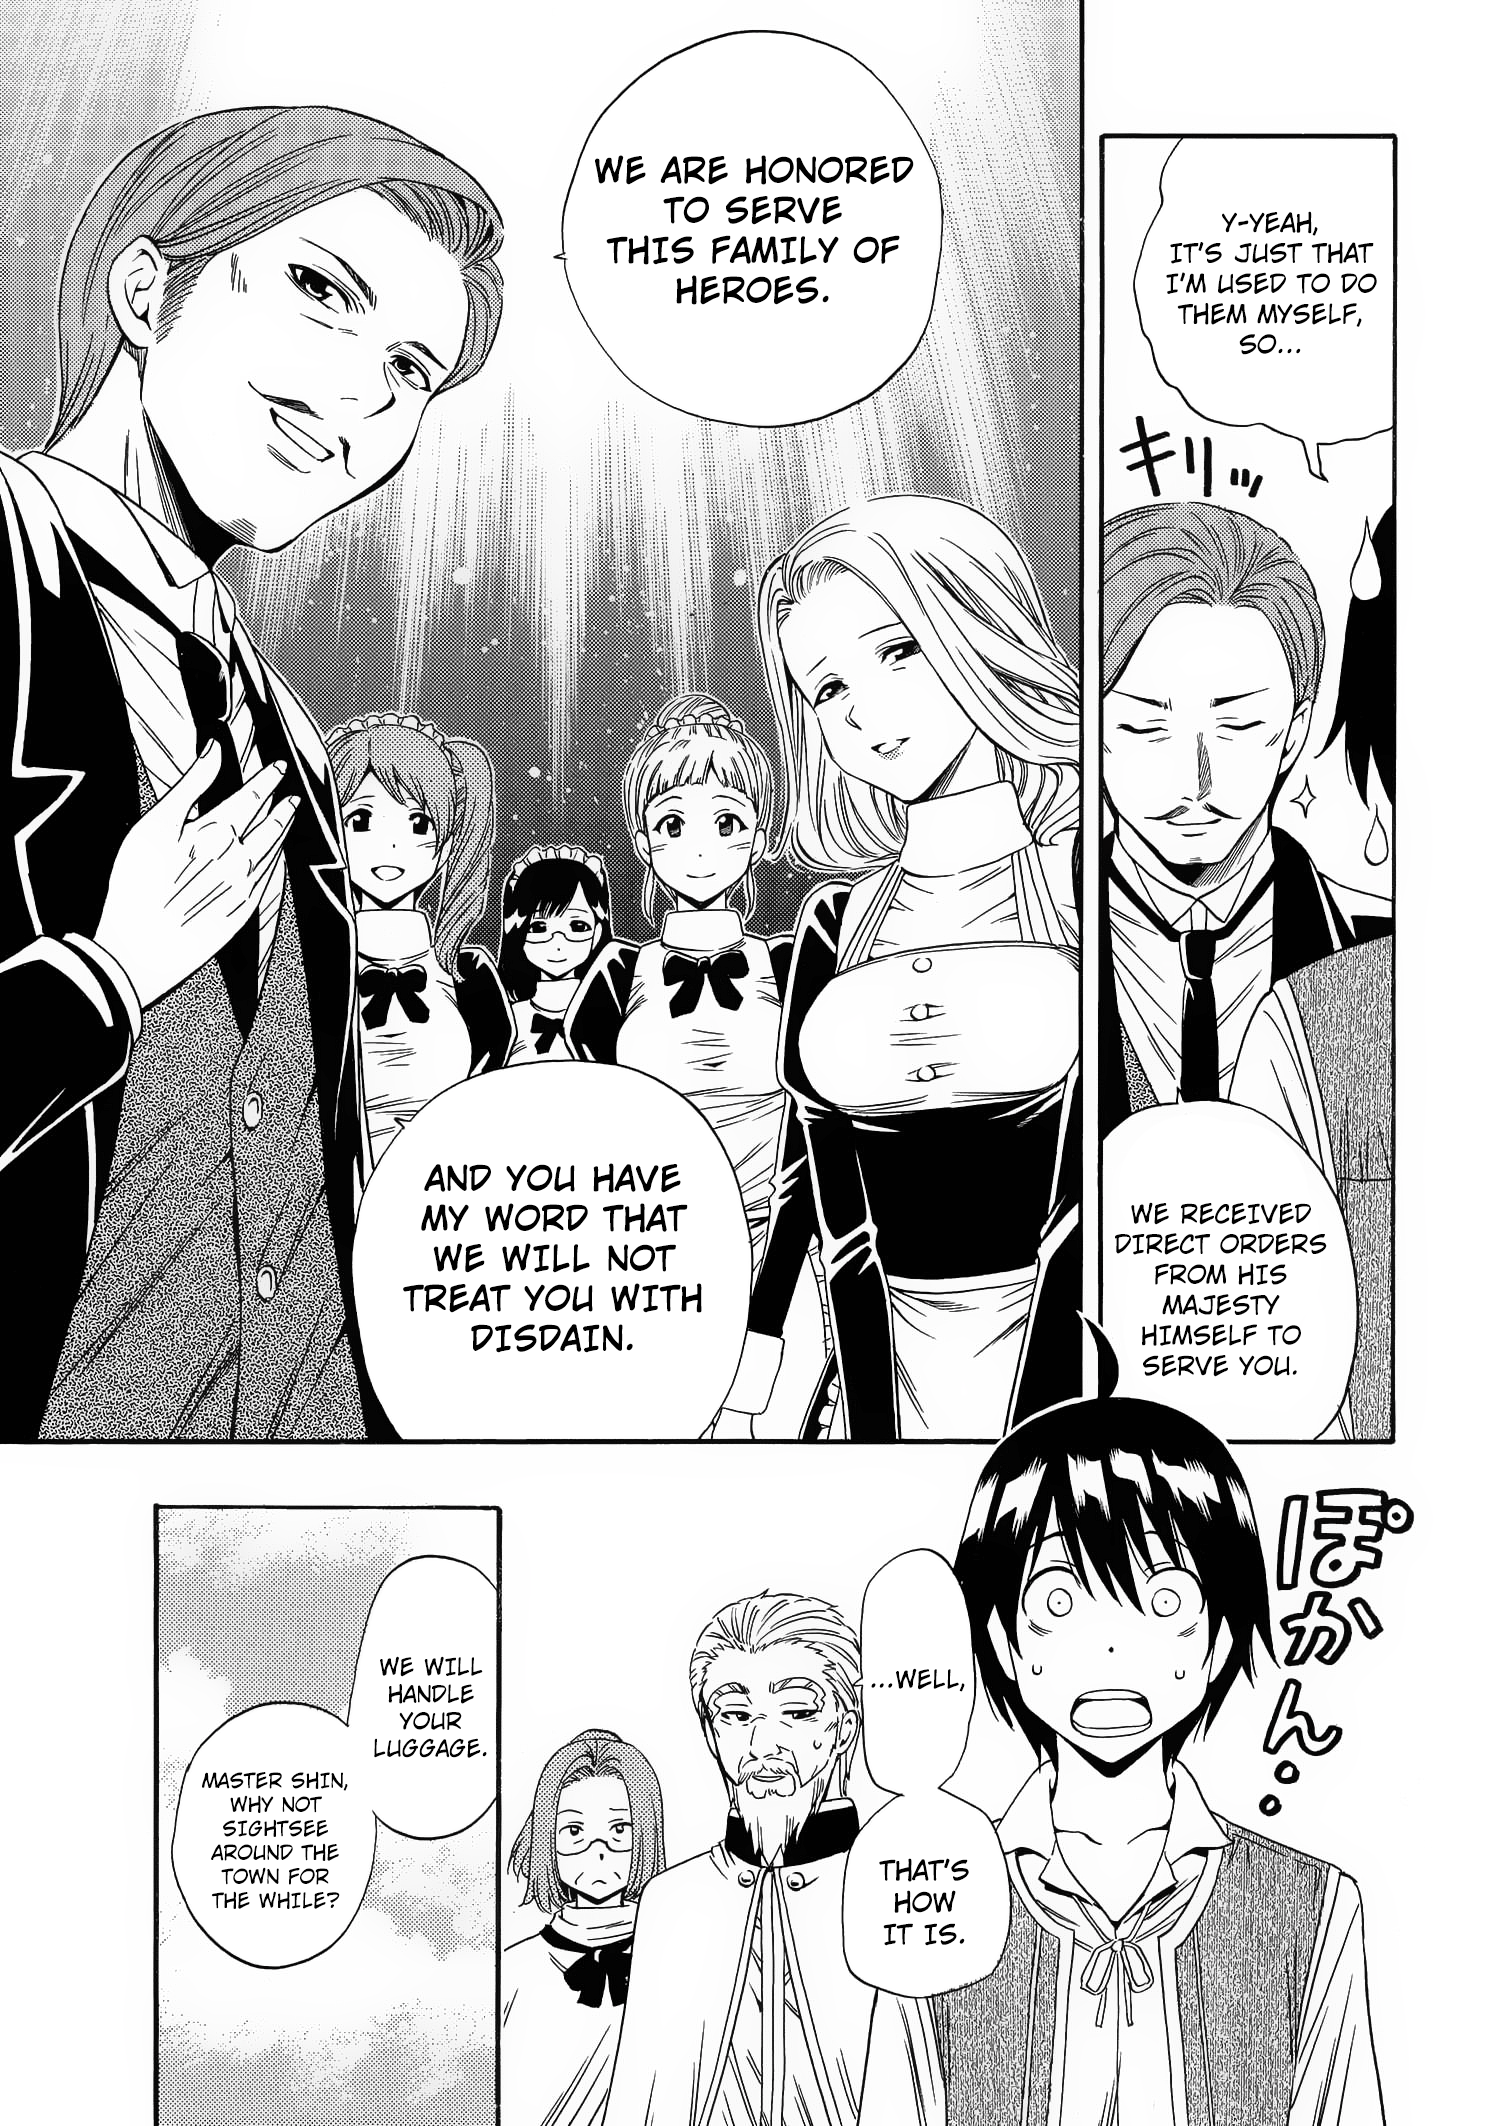 Y-YEAH,
IT'S JUST THAT
I'M USED TO DO
THEM MYSELF,
SO...
キリッ
WE RECEIVED
DIRECT ORDERS
FROM HIS
MAJESTY
HIMSELF TO
SERVE YOU.
WE ARE HONORED
TO SERVE
THIS FAMILY OF
HEROES.
AND YOU HAVE
MY WORD THAT
WE WILL NOT
TREAT YOU WITH
DISDAIN.
ぽかん・・
...WELL,
THAT'S
HOW
IT IS.
WE WILL
HANDLE
YOUR
LUGGAGE.
MASTER SHIN,
WHY NOT
SIGHTSEE
AROUND THE
TOWN FOR
THE WHILE?